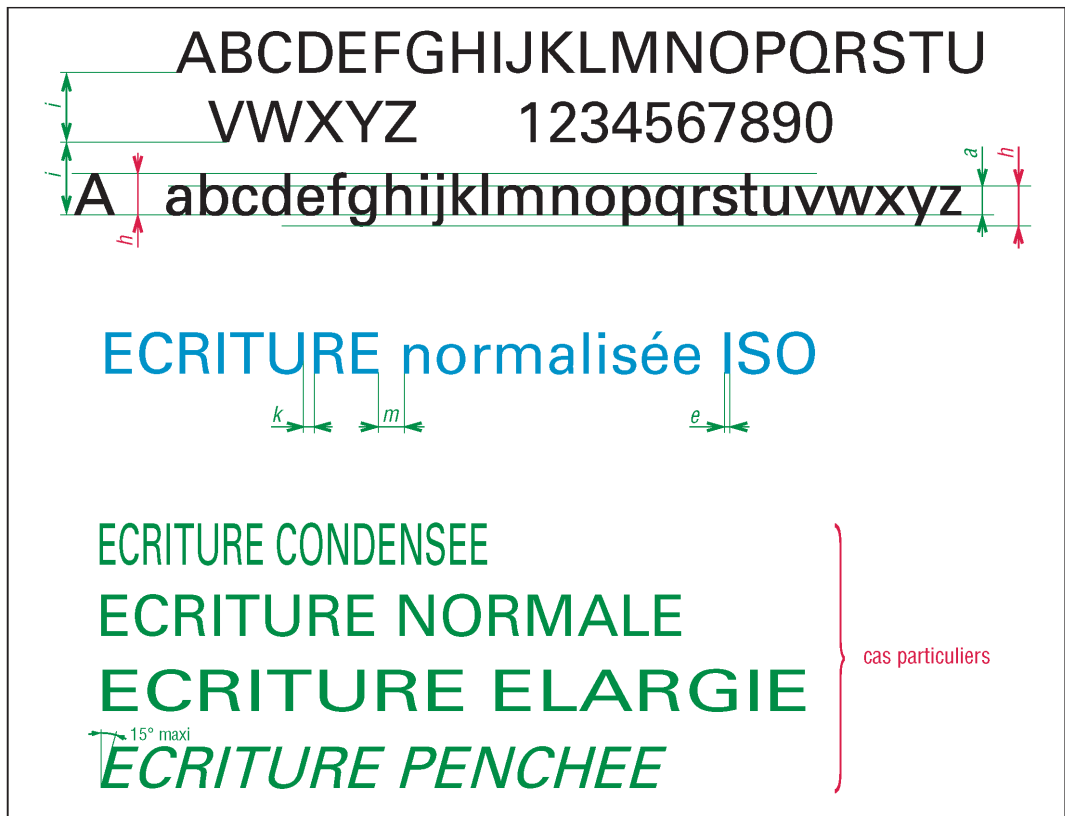 ABCDEFGHIJKLMNOPQRSTU
i
VWXYZ 1234567890
i
a h
A abcdefghijklmnopqrstuvwxyz
h
ECRITURE normalisée ISO
k m e
ECRITURE CONDENSEE
ECRITURE NORMALE
cas particuliers
ECRITURE ELARGIE
15° maxi
ECRITURE PENCHEE